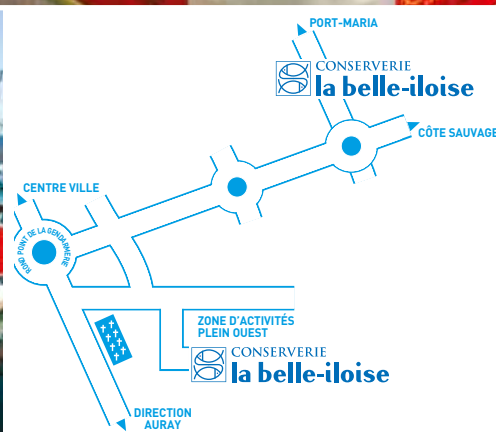 PORT-MARIA
CONSERVERIE
la belle-iloise
CÔTE SAUVAGE
CENTRE VILLE
ROND POINT DE LA GENDARMERIE
ZONE D'ACTIVITÉS
PLEIN OUEST
CONSERVERIE
la belle-iloise
DIRECTION
AURAY